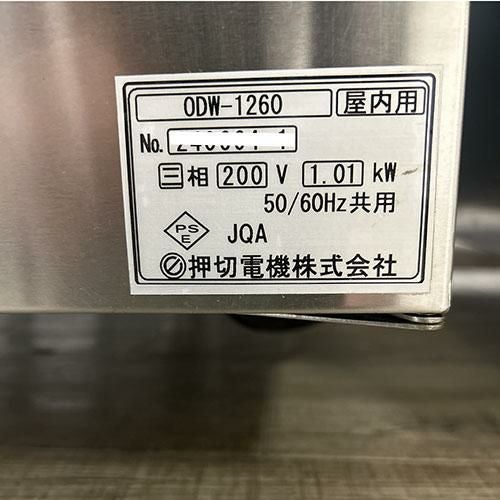 ODW-1260 屋内用
No.
三相 200 V 1.01 kW
50/60Hz共用
PSE JQA
押切電機株式会社